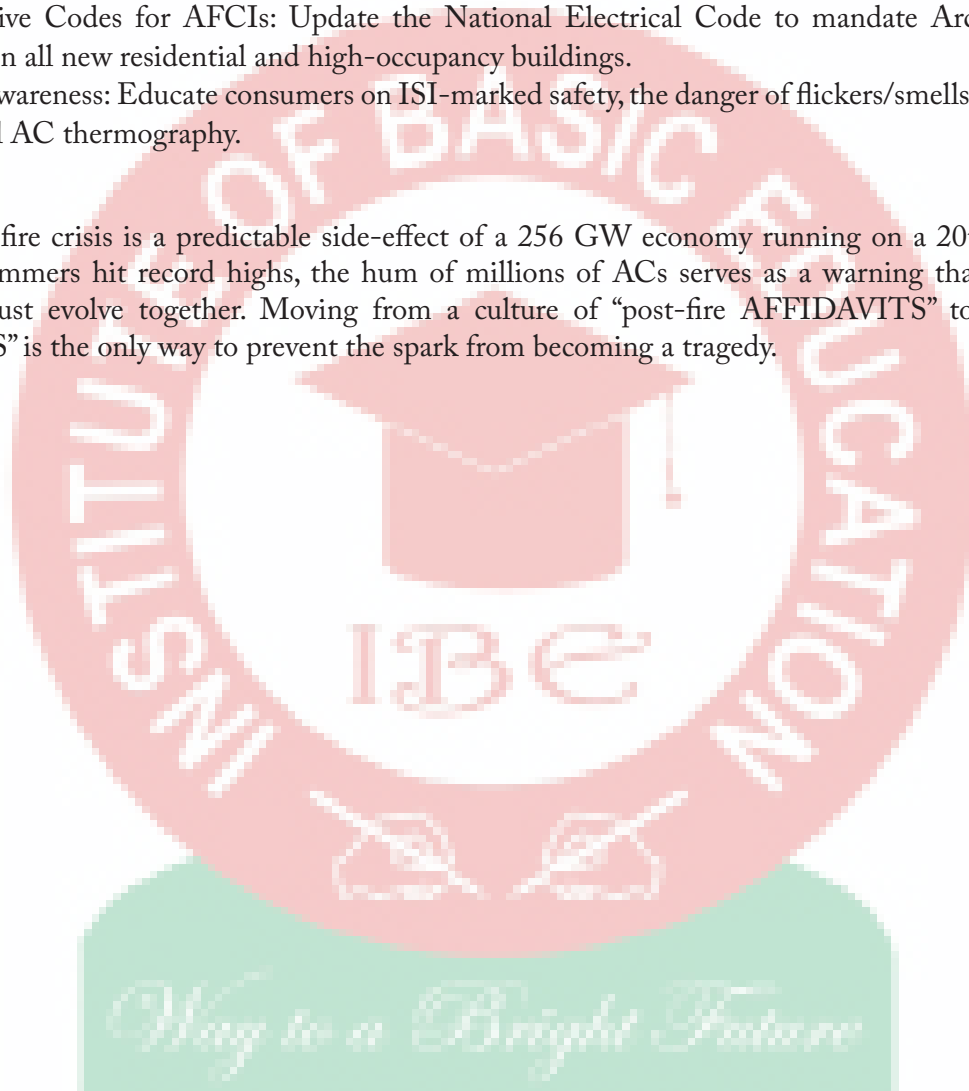 ive Codes for AFCIs: Update the National Electrical Code to mandate Arc
n all new residential and high-occupancy buildings.
wareness: Educate consumers on ISI-marked safety, the danger of flickers/smells
l AC thermography.
fire crisis is a predictable side-effect of a 256 GW economy running on a 20
mmers hit record highs, the hum of millions of ACs serves as a warning tha
ust evolve together. Moving from a culture of “post-fire AFFIDAVITS” to
S” is the only way to prevent the spark from becoming a tragedy.
INSTITUTE OF BASIC EDUCATION
IBE
Way to a Bright Future